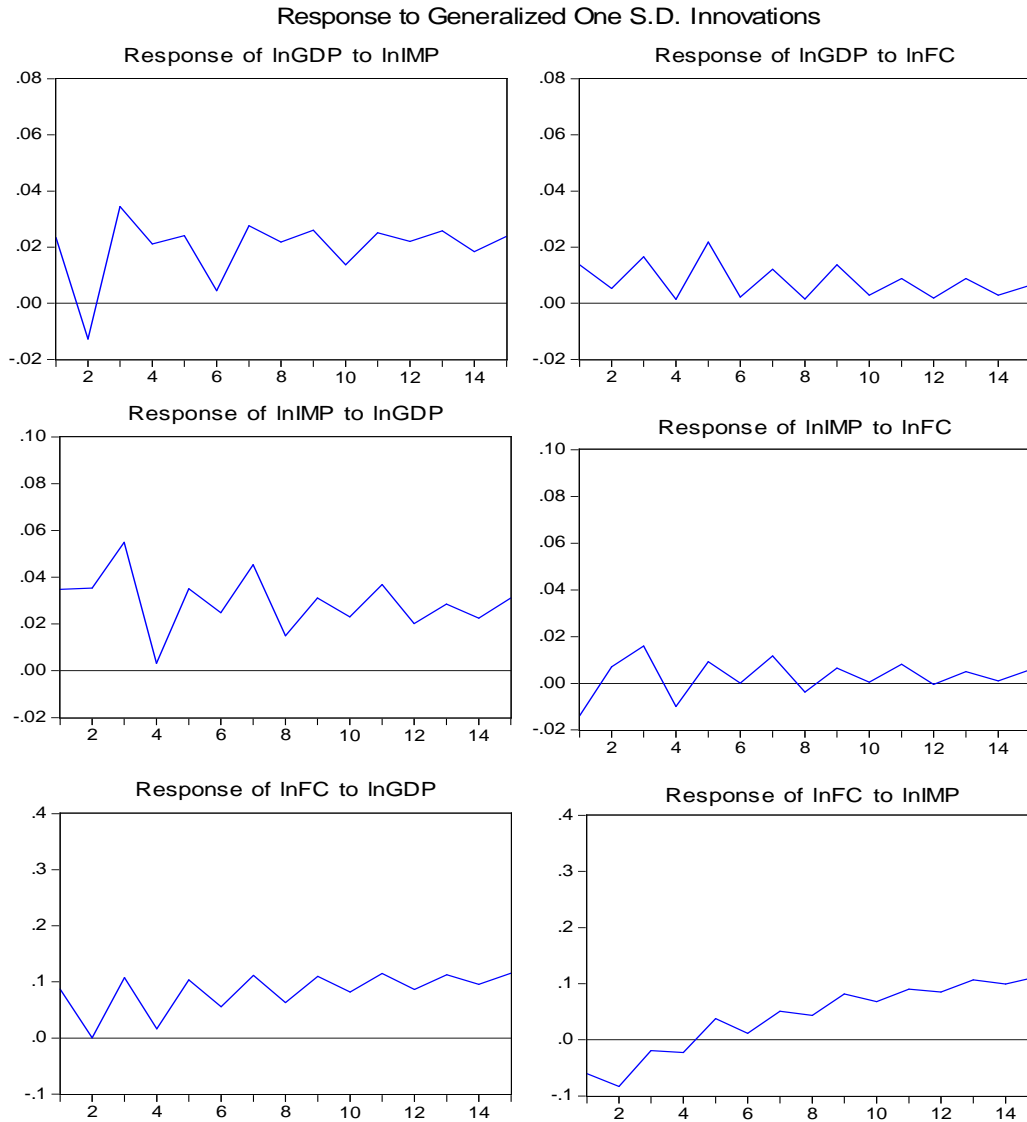 Response to Generalized One S.D. Innovations
Response of lnGDP to lnIMP
.08
.06
.04
.02
.00
-.02
2 4 6 8 10 12 14
Response of lnGDP to lnFC
.08
.06
.04
.02
.00
-.02
2 4 6 8 10 12 14
Response of lnIMP to lnGDP
.10
.08
.06
.04
.02
.00
-.02
2 4 6 8 10 12 14
Response of lnIMP to lnFC
.10
.08
.06
.04
.02
.00
-.02
2 4 6 8 10 12 14
Response of lnFC to lnGDP
.4
.3
.2
.1
.0
-.1
2 4 6 8 10 12 14
Response of lnFC to lnIMP
.4
.3
.2
.1
.0
-.1
2 4 6 8 10 12 14